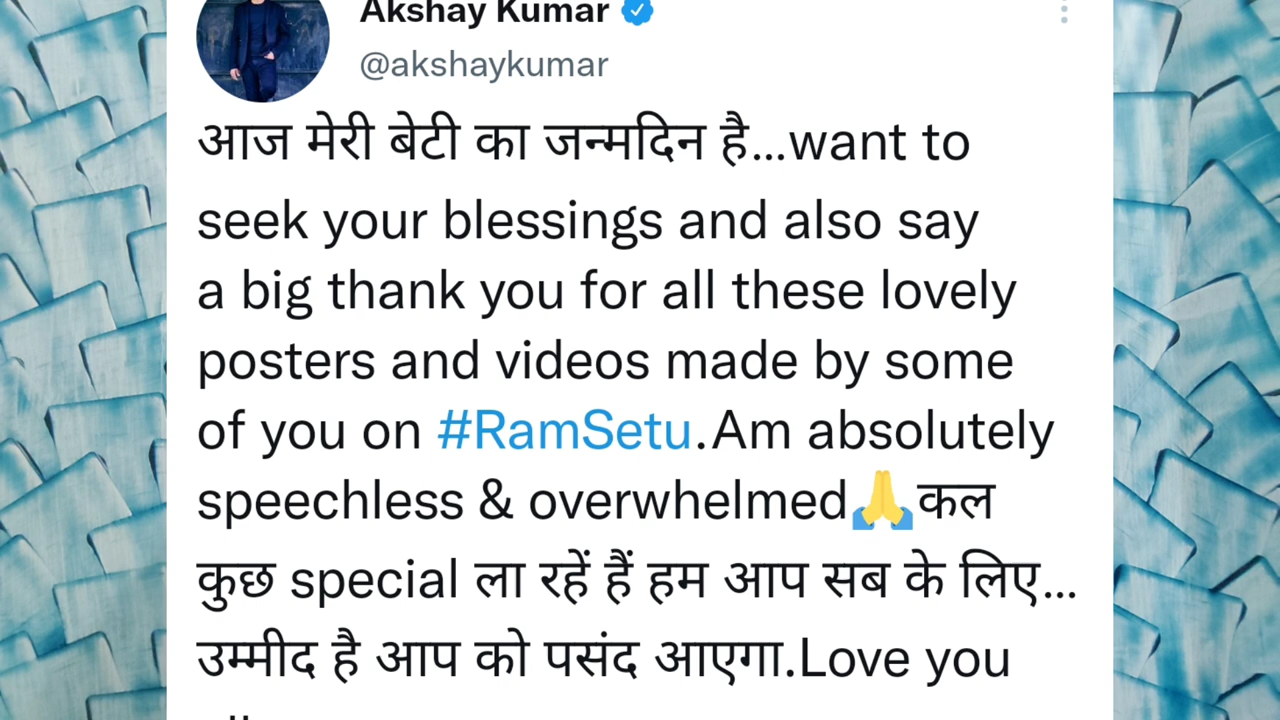 Akshay Kumar
@akshaykumar
आज मेरी बेटी का जन्मदिन है...want to
seek your blessings and also say
a big thank you for all these lovely
posters and videos made by some
of you on #RamSetu.Am absolutely
speechless & overwhelmed🙏कल
कुछ special ला रहें हैं हम आप सब के लिए...
उम्मीद है आप को पसंद आएगा.Love you